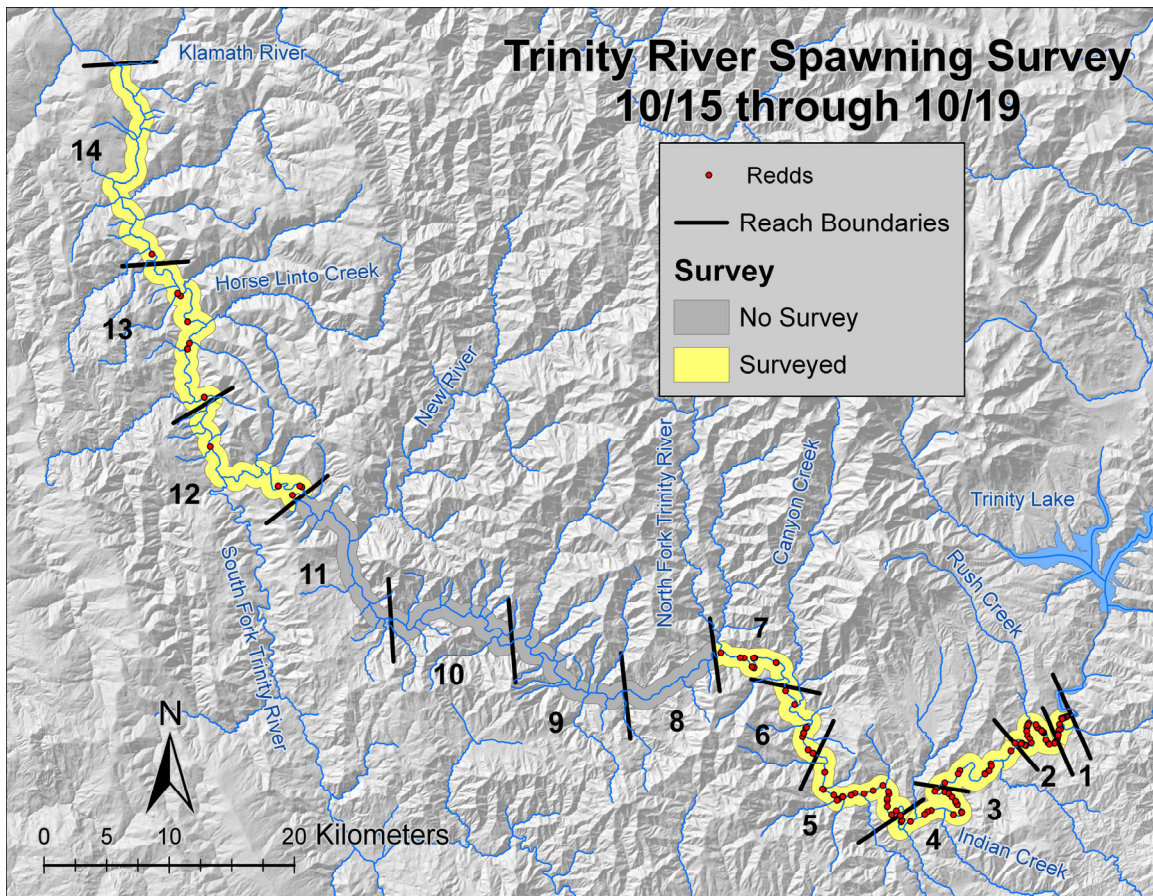 Trinity River Spawning Survey
10/15 through 10/19
Klamath River
Redds
Reach Boundaries
Survey
No Survey
Surveyed
14
Horse Linto Creek
13
New River
12
North Fork Trinity River
Canyon Creek
Trinity Lake
Rush Creek
11
South Fork Trinity River
7
10
9
8
6
2
1
3
5
4
Indian Creek
N
0 5 10 20 Kilometers